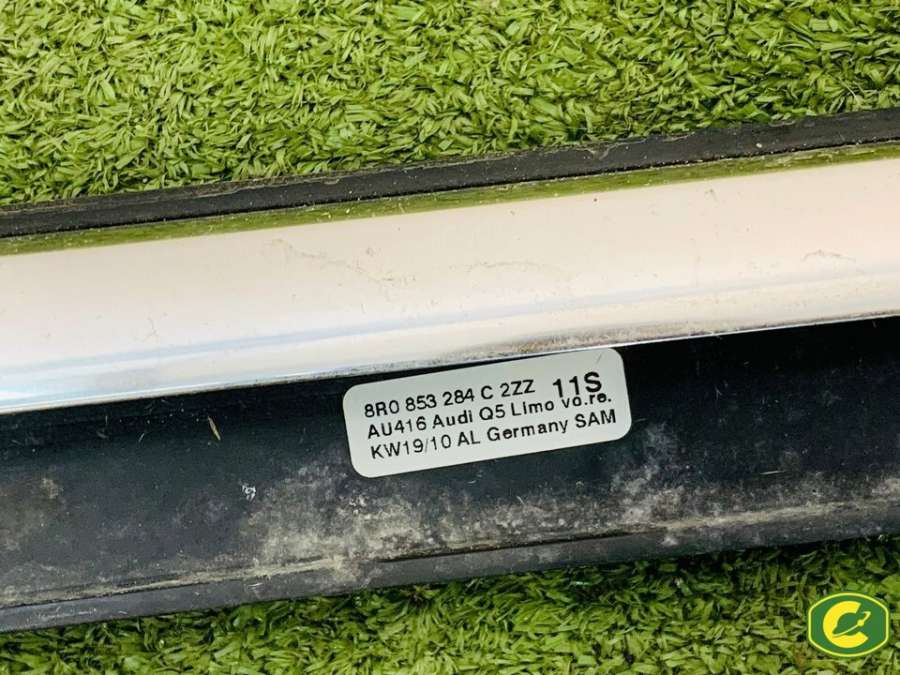 8R0 853 284 C 2ZZ 11S
AU416 Audi Q5 LImo vo.re.
KW19/10 AL Germany SAM
C